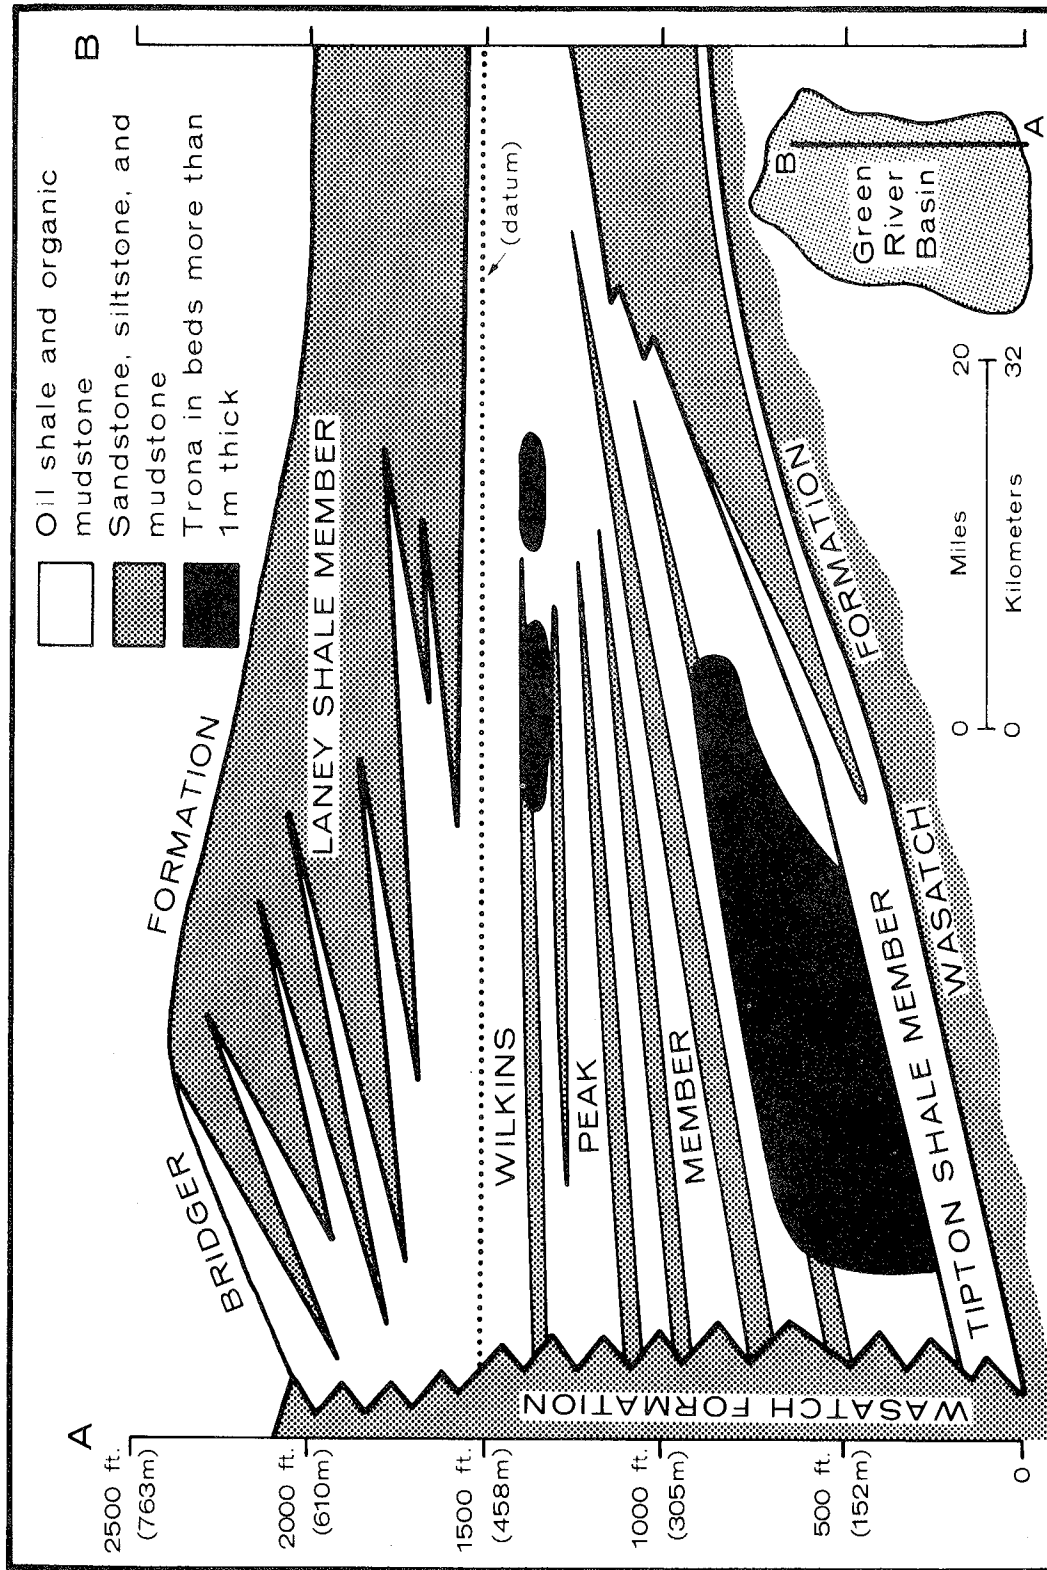 A
B
2500 ft.
(763m)
2000 ft.
(610m)
1500 ft.
(458m)
1000 ft.
(305m)
500 ft.
(152m)
0
Oil shale and organic
mudstone
Sandstone, siltstone, and
mudstone
Trona in beds more than
1m thick
BRIDGER
FORMATION
LANEY SHALE MEMBER
(datum)
WILKINS
PEAK
MEMBER
TIPTON SHALE MEMBER
WASATCH
FORMATION
WASATCH FORMATION
Miles
0
20
0
32
Kilometers
B
Green
River
Basin
A